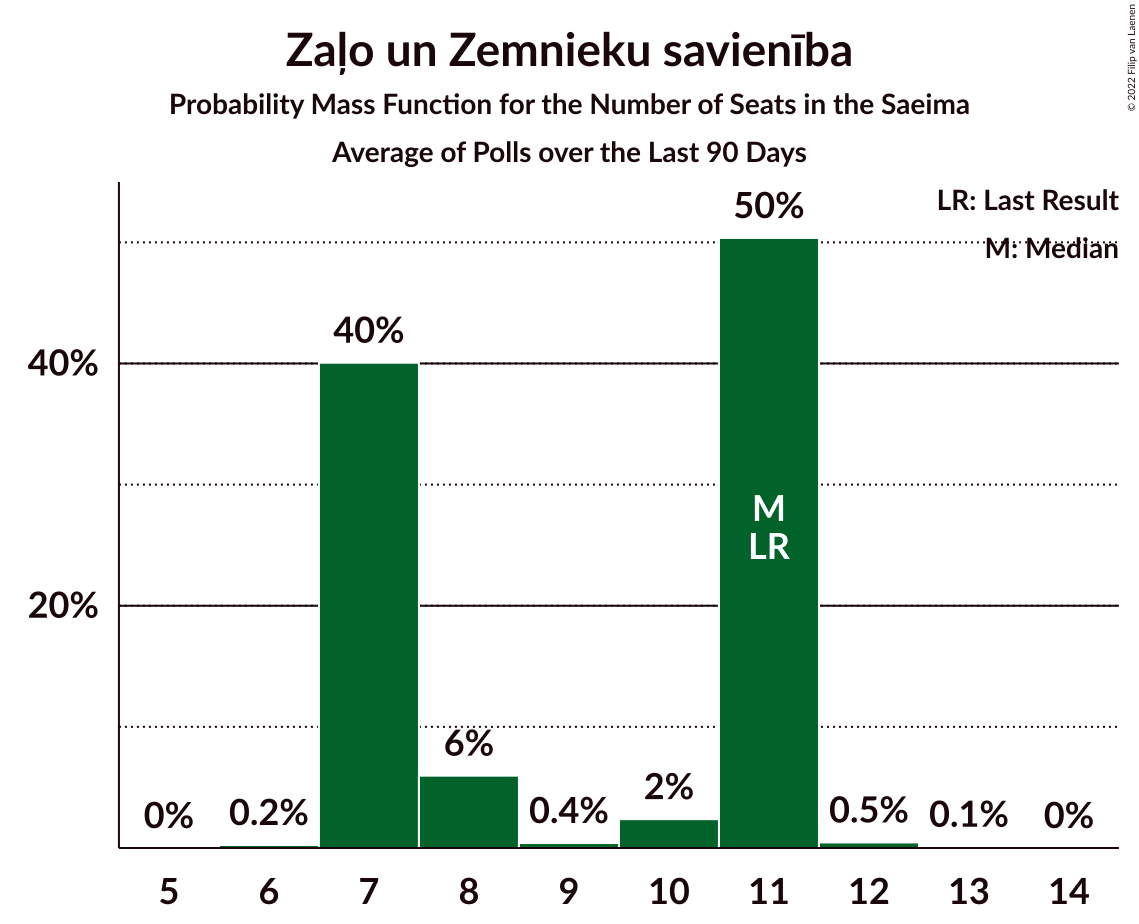 Zaļo un Zemnieku savienība
Probability Mass Function for the Number of Seats in the Saeima
Average of Polls over the Last 90 Days
© 2022 Filip van Laenen
LR: Last Result
M: Median
50%
40%
40%
M
LR
20%
6%
0%
0.2%
0.4%
2%
0.5%
0.1%
0%
5 6 7 8 9 10 11 12 13 14